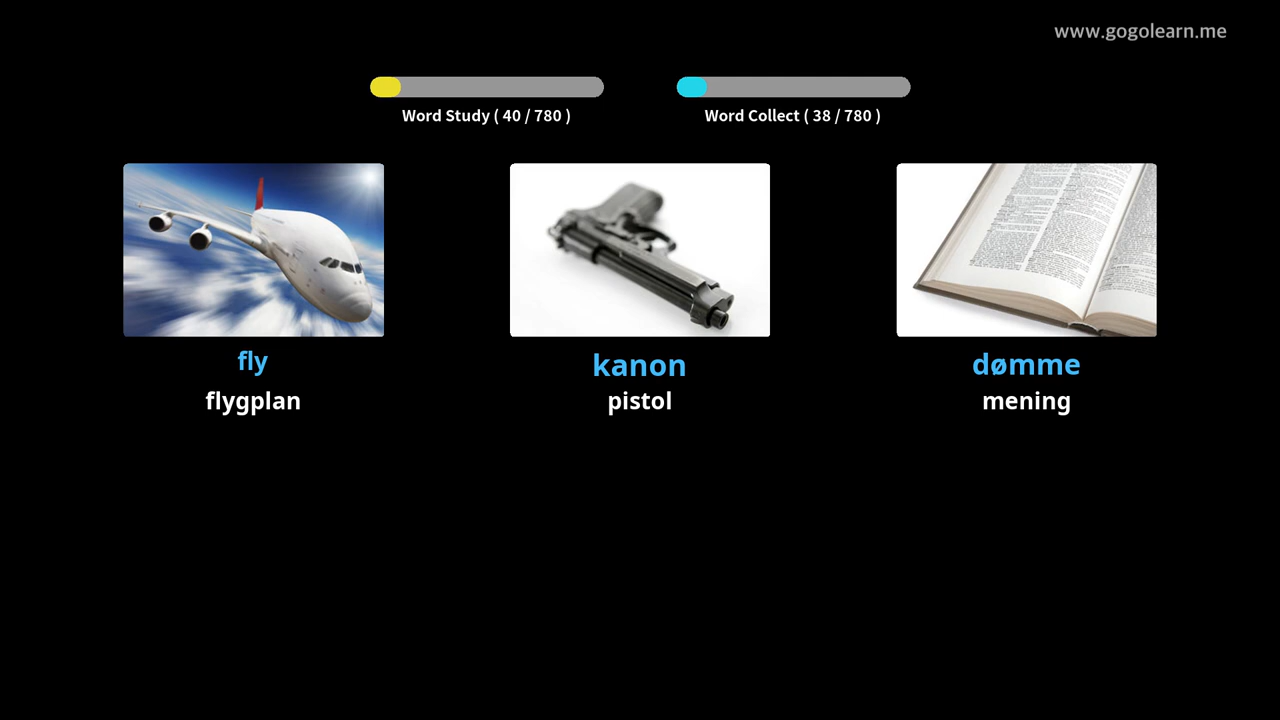 www.gogolearn.me
Word Study ( 40 / 780 )
Word Collect ( 38 / 780 )
fly
kanon
dømme
flygplan
pistol
mening